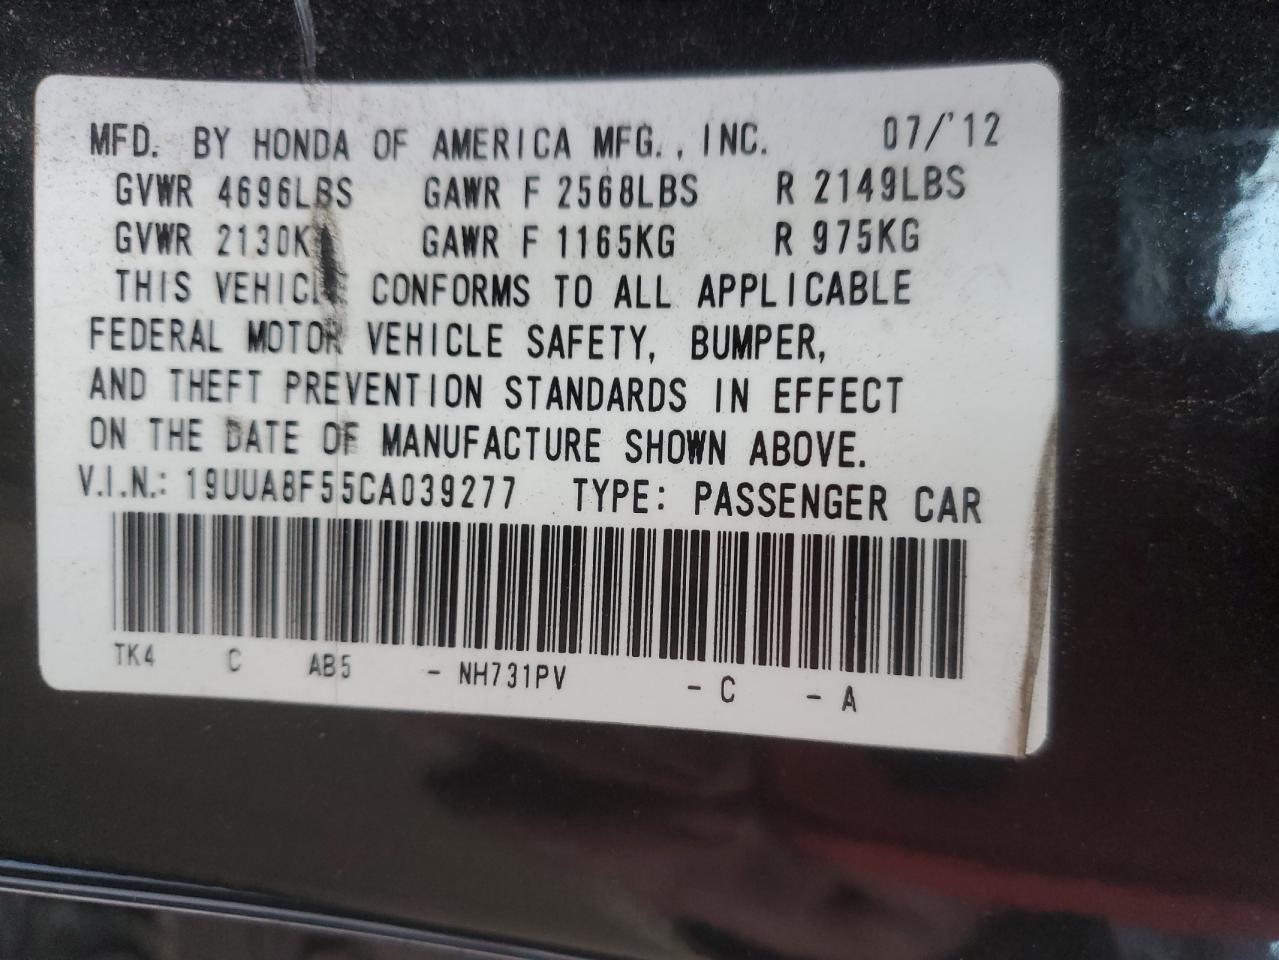 MFD. BY HONDA OF AMERICA MFG., INC. 07/'12
GVWR 4696LBS GAWR F 2568LBS R 2149LBS
GVWR 2130K GAWR F 1165KG R 975KG
THIS VEHICLE CONFORMS TO ALL APPLICABLE
FEDERAL MOTOR VEHICLE SAFETY, BUMPER,
AND THEFT PREVENTION STANDARDS IN EFFECT
ON THE DATE OF MANUFACTURE SHOWN ABOVE.
V.I.N.: 19UUA8F55CA039277 TYPE: PASSENGER CAR
TK4 C AB5 - NH731PV - C - A